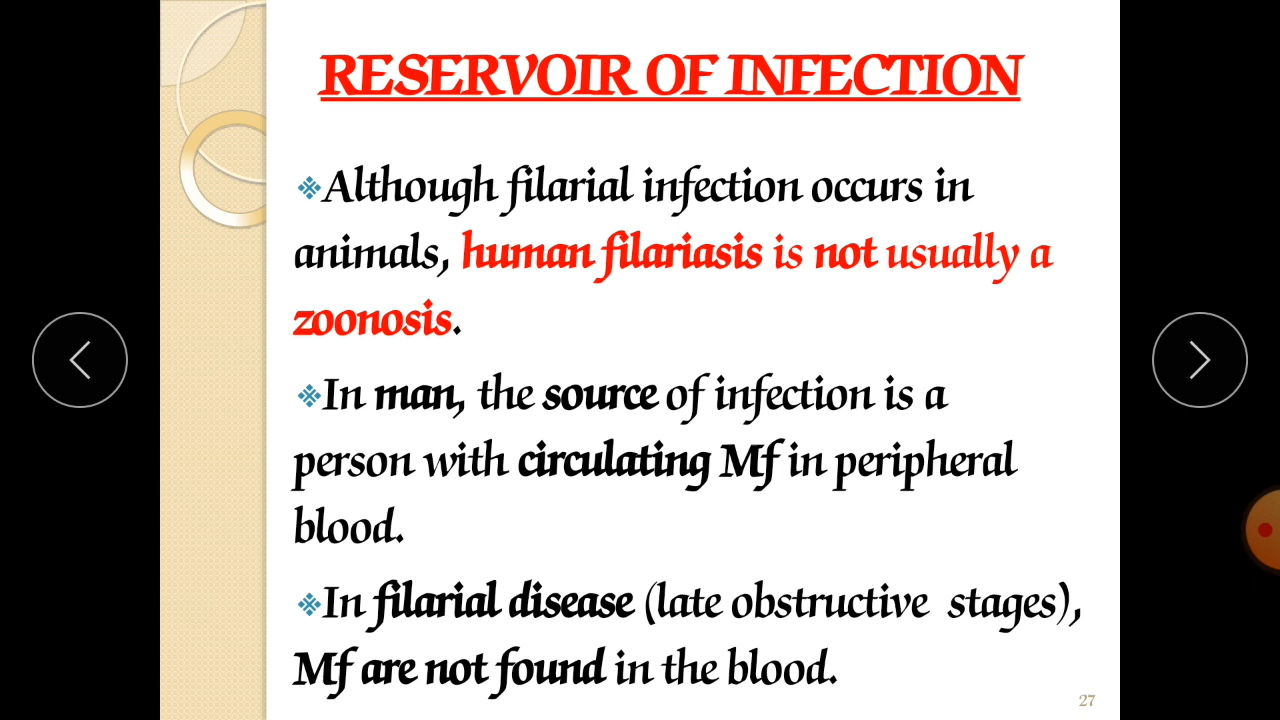 RESERVOIR OF INFECTION
❖Although filarial infection occurs in
animals, human filariasis is not usually a
zoonosis.
❖In man, the source of infection is a
person with circulating Mf in peripheral
blood.
❖In filarial disease (late obstructive stages),
Mf are not found in the blood.
27